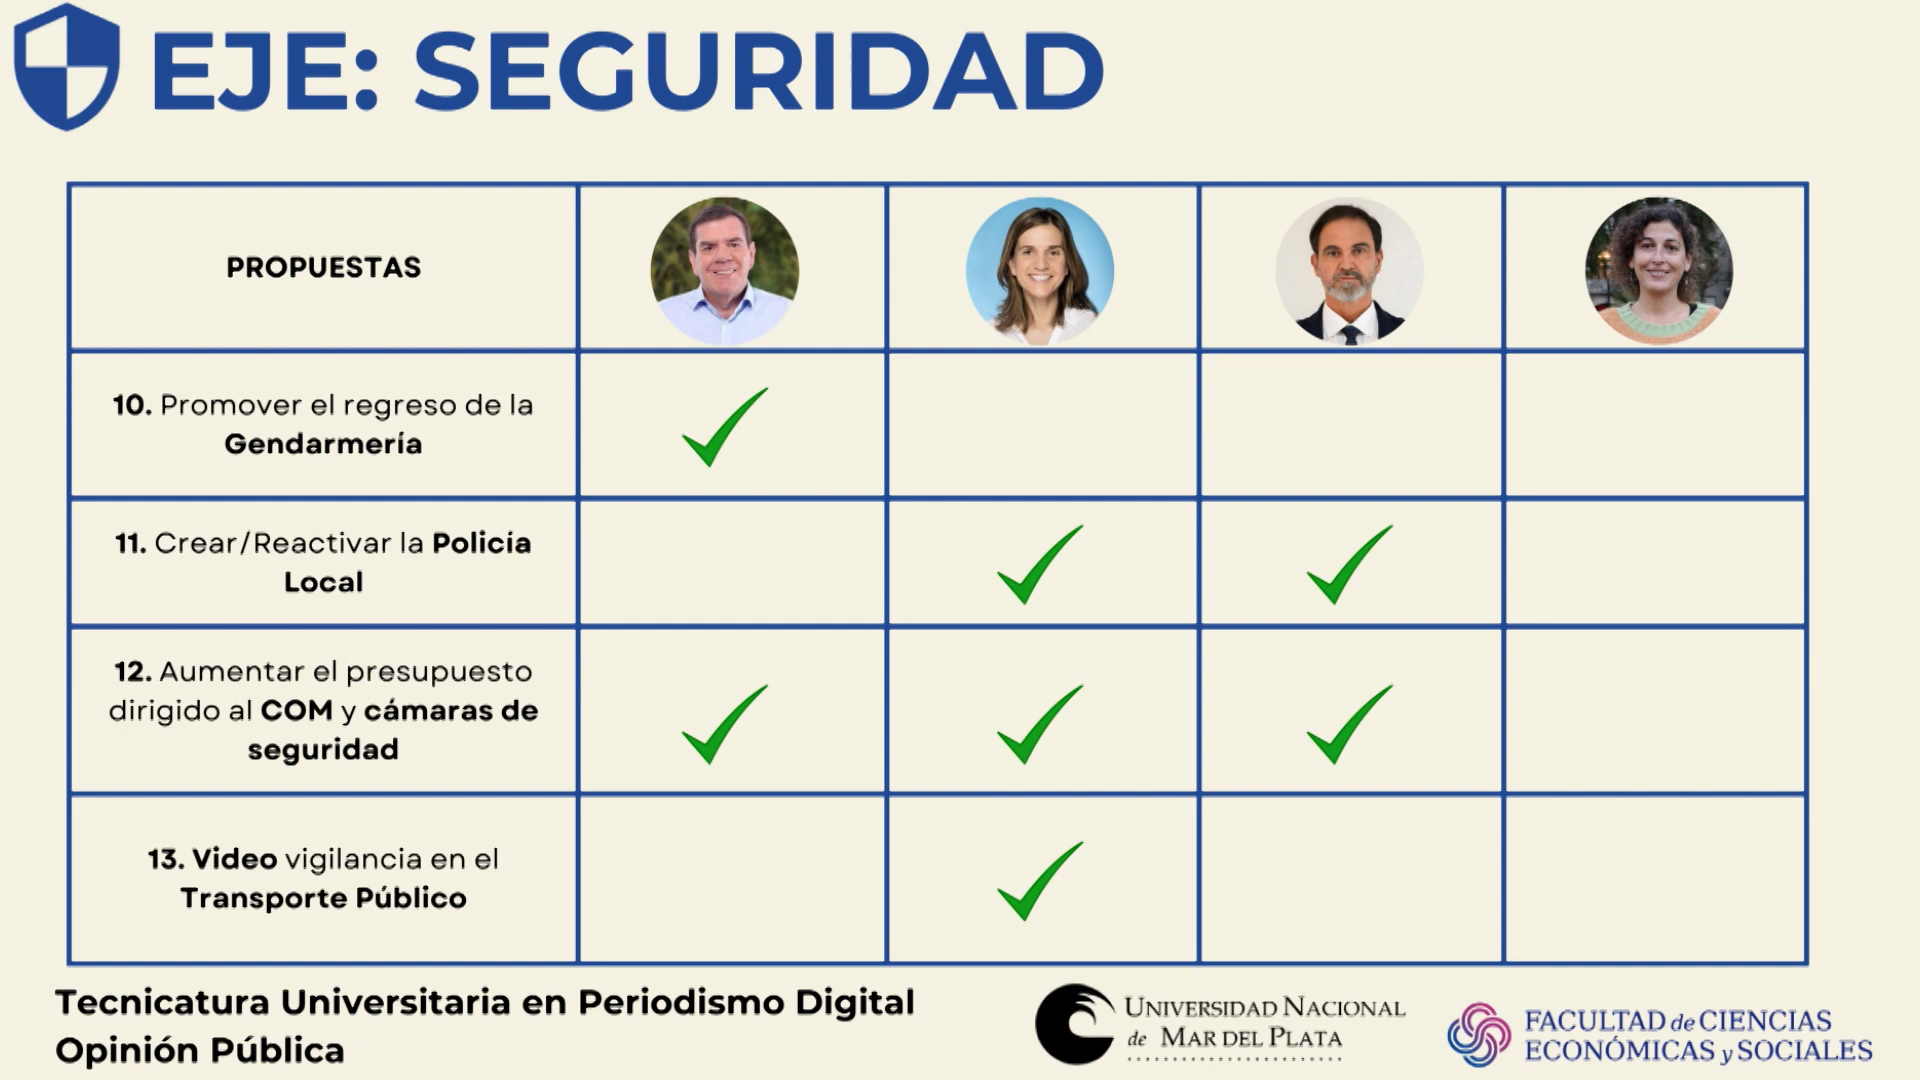 EJE: SEGURIDAD
PROPUESTAS
10. Promover el regreso de la
Gendarmería
11. Crear/Reactivar la Policía
Local
12. Aumentar el presupuesto
dirigido al COM y cámaras de
seguridad
13. Video vigilancia en el
Transporte Público
Tecnicatura Universitaria en Periodismo Digital
Opinión Pública
UNIVERSIDAD NACIONAL
de MAR DEL PLATA
FACULTAD de CIENCIAS
ECONÓMICAS y SOCIALES